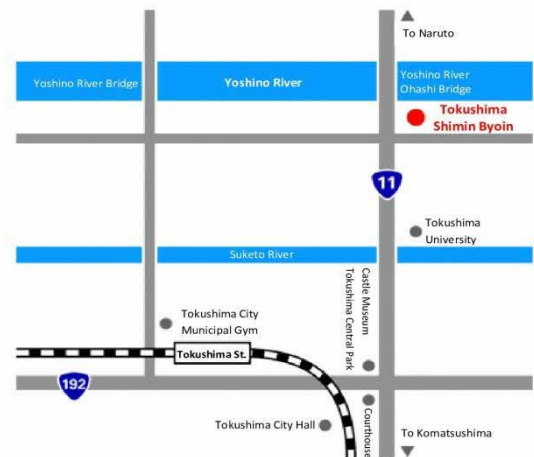 To Naruto
Yoshino River Bridge
Yoshino River
Yoshino River
Ohashi Bridge
Tokushima
Shimin Byoin
11
Tokushima
University
Suketo River
Castle Museum
Tokushima Central Park
Tokushima City
Municipal Gym
Tokushima St.
192
Tokushima City Hall
Courthouse
To Komatsushima